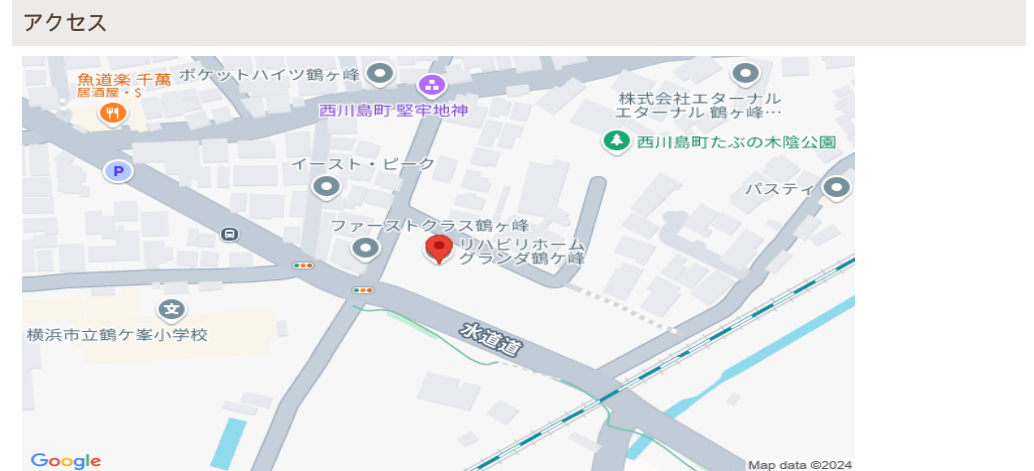 アクセス
魚道楽 千萬
居酒屋・S
ポケットハイツ鶴ヶ峰
西川島町 堅牢地神
株式会社エターナル
エターナル 鶴ヶ峰…
西川島町たぶの木陰公園
P
イースト・ピーク
パスティ
ファーストクラス鶴ヶ峰
リハビリホーム
グランダ鶴ケ峰
文
横浜市立鶴ケ峯小学校
水道道
Google
Map data ©2024